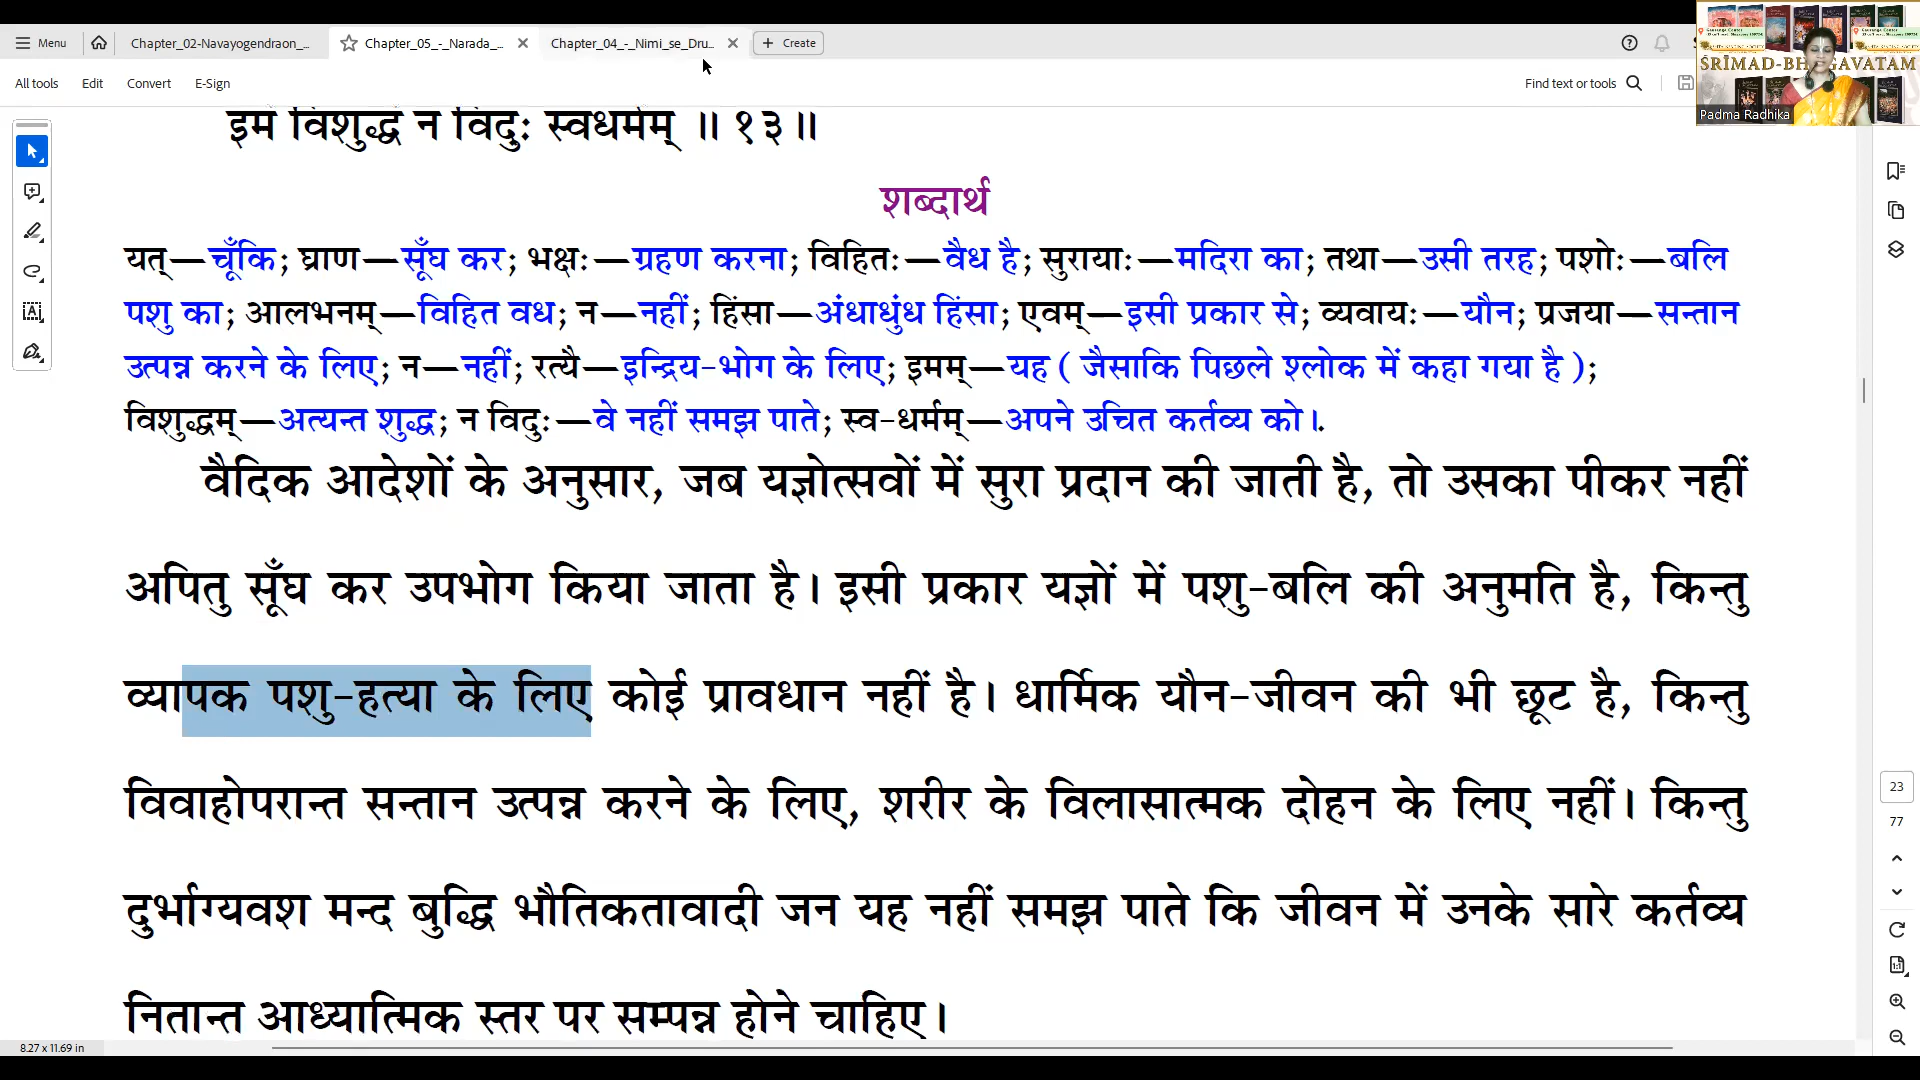 Menu
Chapter_02-Navayogendraon_...
Chapter_05_-_Narada_...
Chapter_04_-_Nimi_se_Dru...
Create
All tools
Edit
Convert
E-Sign
Find text or tools
ŚRĪMAD-BHĀGAVATAM
Padma Radhika
इमं विशुद्धं न विदुः स्वधर्मम् ॥ १३॥
शब्दार्थ
यत्—चूँकि; घ्राण—सूँघ कर; भक्षः—ग्रहण करना; विहितः—वैध है; सुरायाः—मदिरा का; तथा—उसी तरह; पशोः—बलि
पशु का; आलभनम्—विहित वध; न—नहीं; हिंसा—अंधाधुंध हिंसा; एवम्—इसी प्रकार से; व्यवायः—यौन; प्रजया—सन्तान
उत्पन्न करने के लिए; न—नहीं; रत्यै—इन्द्रिय-भोग के लिए; इमम्—यह ( जैसाकि पिछले श्लोक में कहा गया है );
विशुद्धम्—अत्यन्त शुद्ध; न विदुः—वे नहीं समझ पाते; स्व-धर्मम्—अपने उचित कर्तव्य को।.
वैदिक आदेशों के अनुसार, जब यज्ञोत्सवों में सुरा प्रदान की जाती है, तो उसका पीकर नहीं
अपितु सूँघ कर उपभोग किया जाता है। इसी प्रकार यज्ञों में पशु-बलि की अनुमति है, किन्तु
व्यापक पशु-हत्या के लिए कोई प्रावधान नहीं है। धार्मिक यौन-जीवन की भी छूट है, किन्तु
विवाहोपरान्त सन्तान उत्पन्न करने के लिए, शरीर के विलासात्मक दोहन के लिए नहीं। किन्तु
दुर्भाग्यवश मन्द बुद्धि भौतिकतावादी जन यह नहीं समझ पाते कि जीवन में उनके सारे कर्तव्य
नितान्त आध्यात्मिक स्तर पर सम्पन्न होने चाहिए।
23
77
8.27 x 11.69 in